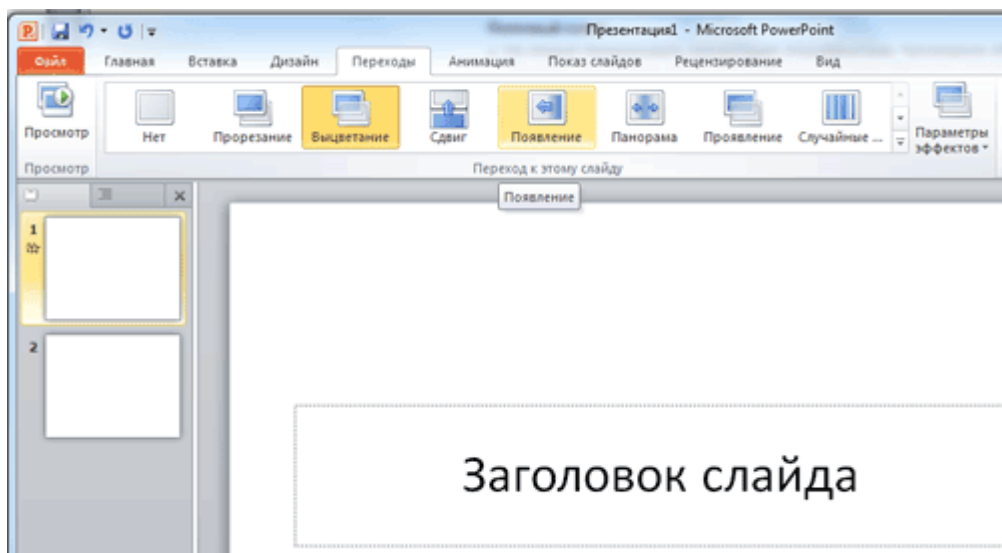 Презентация1 - Microsoft PowerPoint
Файл Главная Вставка Дизайн Переходы Анимация Показ слайдов Рецензирование Вид
Просмотр Нет Прорезание Выцветание Сдвиг Появление Панорама Проявление Случайные ... Параметры эффектов
Просмотр Переход к этому слайду
Появление
1
2
Заголовок слайда